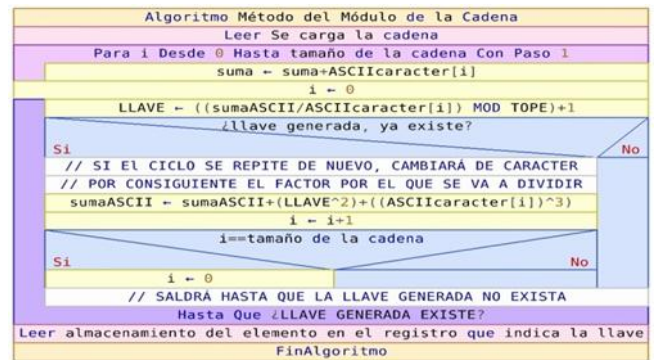 Algoritmo Método del Módulo de la Cadena
Leer Se carga la cadena
Para i Desde 0 Hasta tamaño de la cadena Con Paso 1
suma ← suma+ASCIIcaracter[i]
i ← 0
LLAVE ← ((sumaASCII/ASCIIcaracter[i]) MOD TOPE)+1
¿llave generada, ya existe?
Si No
// SI El CICLO SE REPITE DE NUEVO, CAMBIARÁ DE CARACTER
// POR CONSIGUIENTE EL FACTOR POR EL QUE SE VA A DIVIDIR
sumaASCII ← sumaASCII+(LLAVE^2)+((ASCIIcaracter[i])^3)
i ← i+1
i==tamaño de la cadena
Si No
i ← 0
// SALDRÁ HASTA QUE LA LLAVE GENERADA NO EXISTA
Hasta Que ¿LLAVE GENERADA EXISTE?
Leer almacenamiento del elemento en el registro que indica la llave
FinAlgoritmo